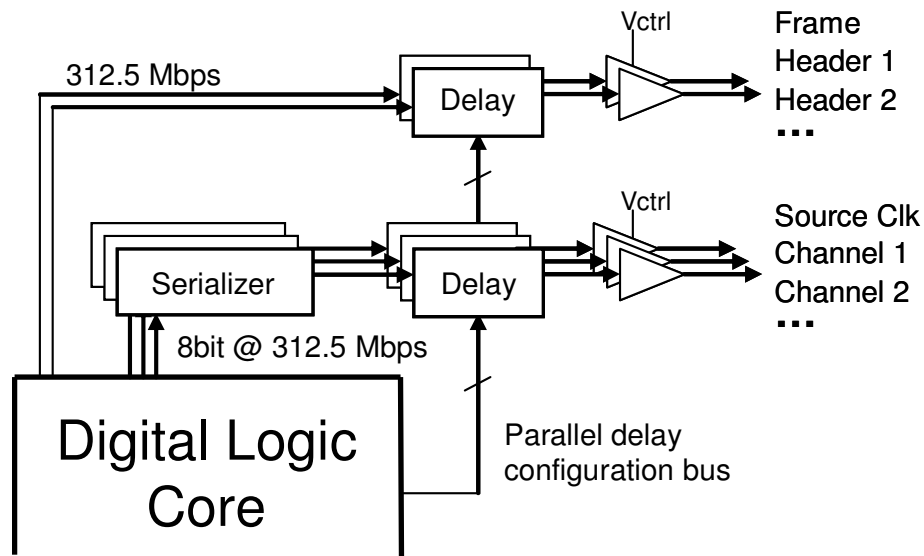 Vctrl
Frame
Header 1
Header 2
...
312.5 Mbps
Delay
Vctrl
Source Clk
Channel 1
Channel 2
...
Serializer
Delay
8bit @ 312.5 Mbps
Digital Logic
Core
Parallel delay
configuration bus